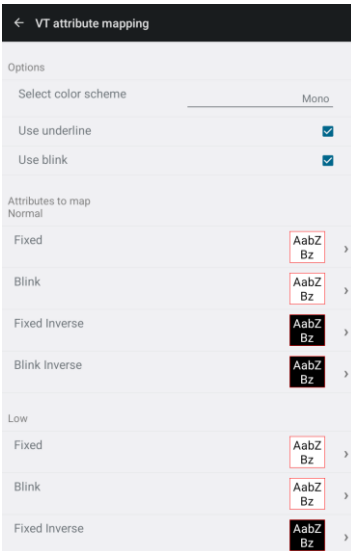 VT attribute mapping
Options
Select color scheme Mono
Use underline
Use blink
Attributes to map
Normal
Fixed AabZ
Bz
Blink AabZ
Bz
Fixed Inverse AabZ
Bz
Blink Inverse AabZ
Bz
Low
Fixed AabZ
Bz
Blink AabZ
Bz
Fixed Inverse AabZ
Bz